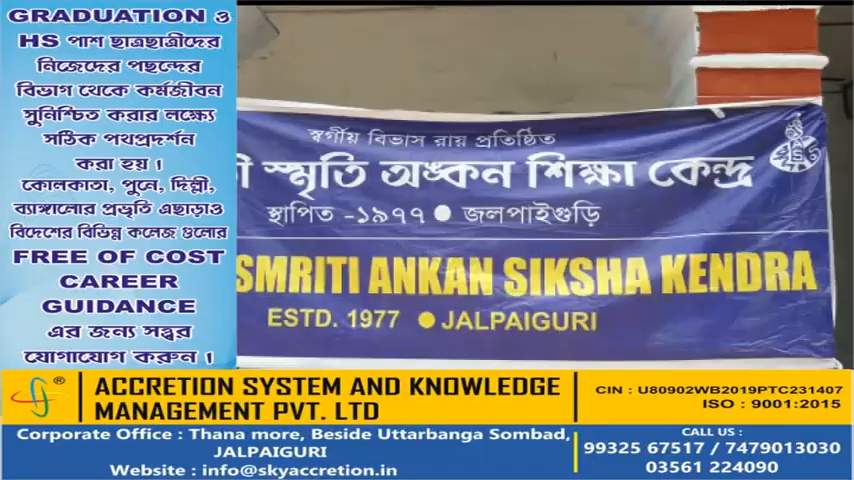 GRADUATION ও
HS পাশ ছাত্রছাত্রীদের
নিজেদের পছন্দের
বিভাগ থেকে কর্মজীবন
সুনিশ্চিত করার লক্ষ্যে
সঠিক পথপ্রদর্শন
করা হয়।
কোলকাতা, পুনে, দিল্লী,
ব্যাঙ্গালোর প্রভৃতি এছাড়াও
বিদেশের বিভিন্ন কলেজ গুলোর
FREE OF COST
CAREER
GUIDANCE
এর জন্য সত্ত্বর
যোগাযোগ করুন।
স্বর্গীয় বিভাস রায় প্রতিষ্ঠিত
স্মৃতি অঙ্কন শিক্ষা কেন্দ্র
স্থাপিত -১৯৭৭ ● জলপাইগুড়ি
SMRITI ANKAN SIKSHA KENDRA
ESTD. 1977 ● JALPAIGURI
ACCRETION SYSTEM AND KNOWLEDGE
MANAGEMENT PVT. LTD
CIN : U80902WB2019PTC231407
ISO : 9001:2015
Corporate Office : Thana more, Beside Uttarbanga Sombad,
JALPAIGURI
Website : info@skyaccretion.in
CALL US :
99325 67517 / 7479013030
03561 224090